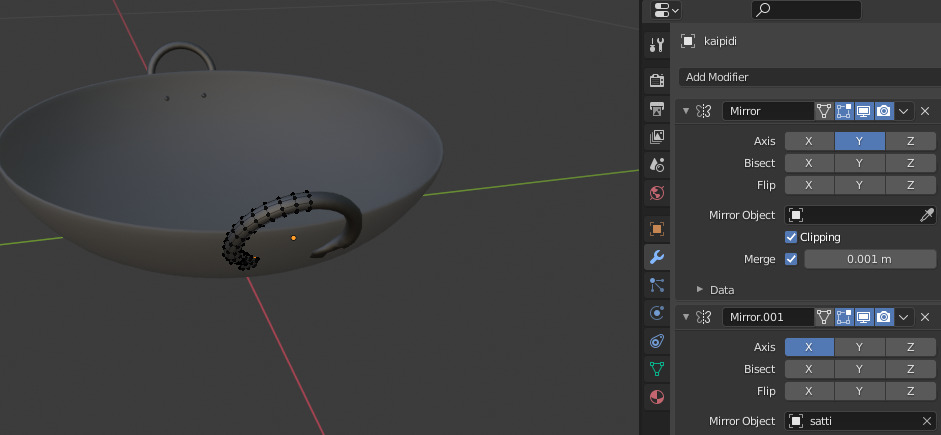 kaipidi
Add Modifier
Mirror
Axis X Y Z
Bisect X Y Z
Flip X Y Z
Mirror Object
Clipping
Merge 0.001 m
Data
Mirror.001
Axis X Y Z
Bisect X Y Z
Flip X Y Z
Mirror Object satti